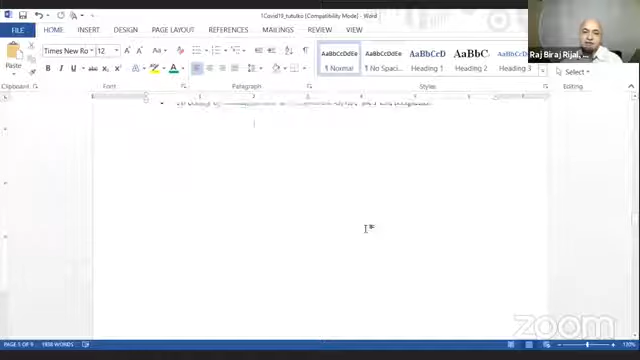 1Covid19_tutulko [Compatibility Mode] - Word
FILE HOME INSERT DESIGN PAGE LAYOUT REFERENCES MAILINGS REVIEW VIEW
Times New Ro 12
Paste
AaBbCcDdEe AaBbCcDdEe AaBbCcD AaBbC AaBbCcD
¶ Normal ¶ No Spaci... Heading 1 Heading 2 Heading 3
Select
Clipboard Font Paragraph Styles Editing
Raj Biraj Rijal,
zoom
PAGE 5 OF 9 1938 WORDS 120%